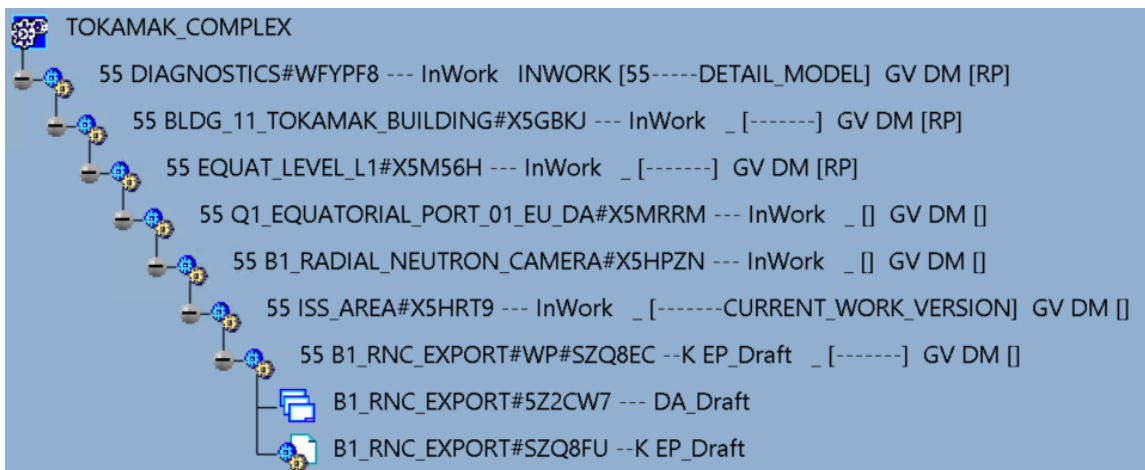 TOKAMAK_COMPLEX
55 DIAGNOSTICS#WFYPF8 --- InWork INWORK [55-----DETAIL_MODEL] GV DM [RP]
55 BLDG_11_TOKAMAK_BUILDING#X5GBKJ --- InWork _ [-------] GV DM [RP]
55 EQUAT_LEVEL_L1#X5M56H --- InWork _ [-------] GV DM [RP]
55 Q1_EQUATORIAL_PORT_01_EU_DA#X5MRRM --- InWork _ [] GV DM []
55 B1_RADIAL_NEUTRON_CAMERA#X5HPZN --- InWork _ [] GV DM []
55 ISS_AREA#X5HRT9 --- InWork _ [-------CURRENT_WORK_VERSION] GV DM []
55 B1_RNC_EXPORT#WP#SZQ8EC --K EP_Draft _ [-------] GV DM []
B1_RNC_EXPORT#5Z2CW7 --- DA_Draft
B1_RNC_EXPORT#SZQ8FU --K EP_Draft